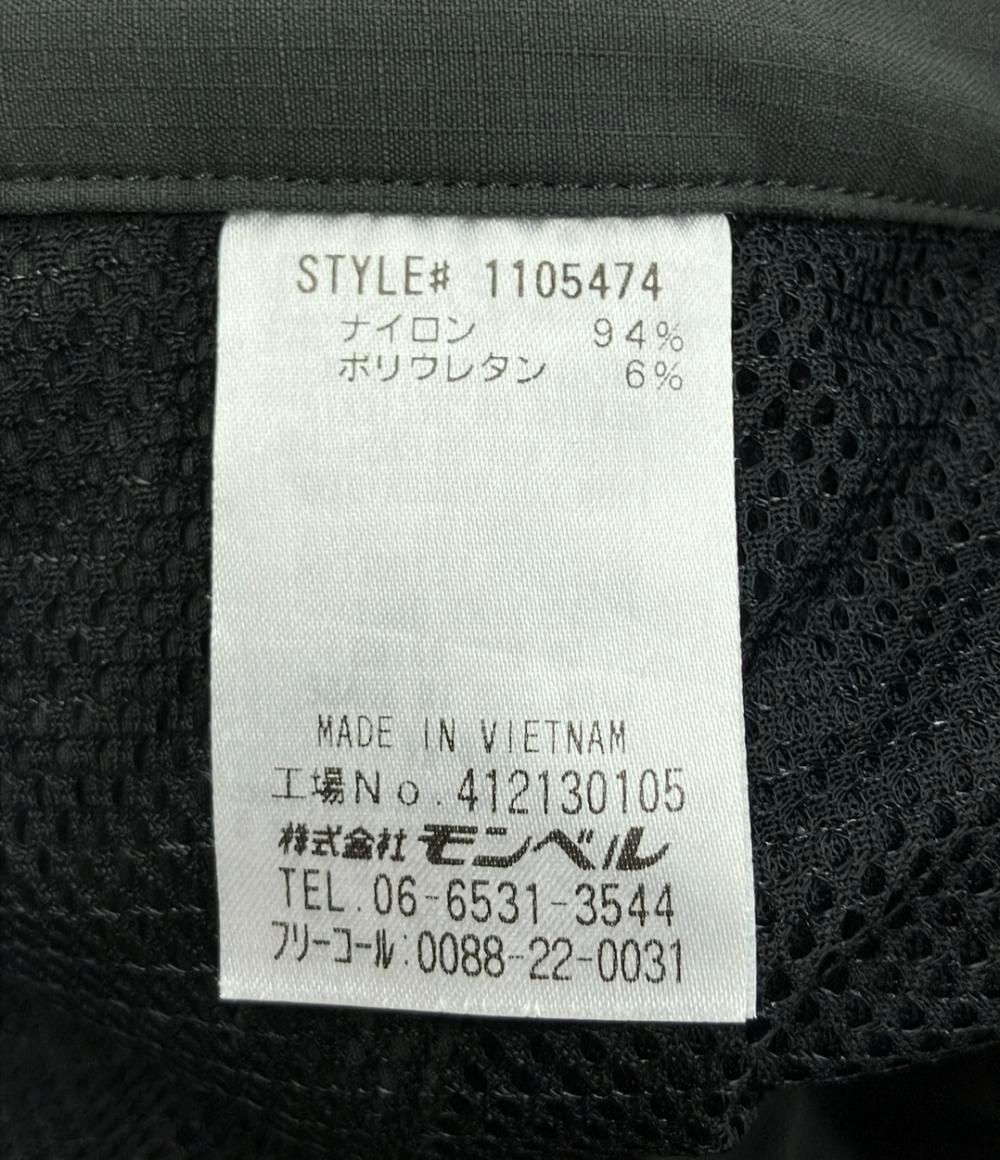 STYLE# 1105474
ナイロン 94%
ポリウレタン 6%
MADE IN VIETNAM
工場No.412130105
株式会社 モンベル
TEL.06-6531-3544
フリーコール:0088-22-0031